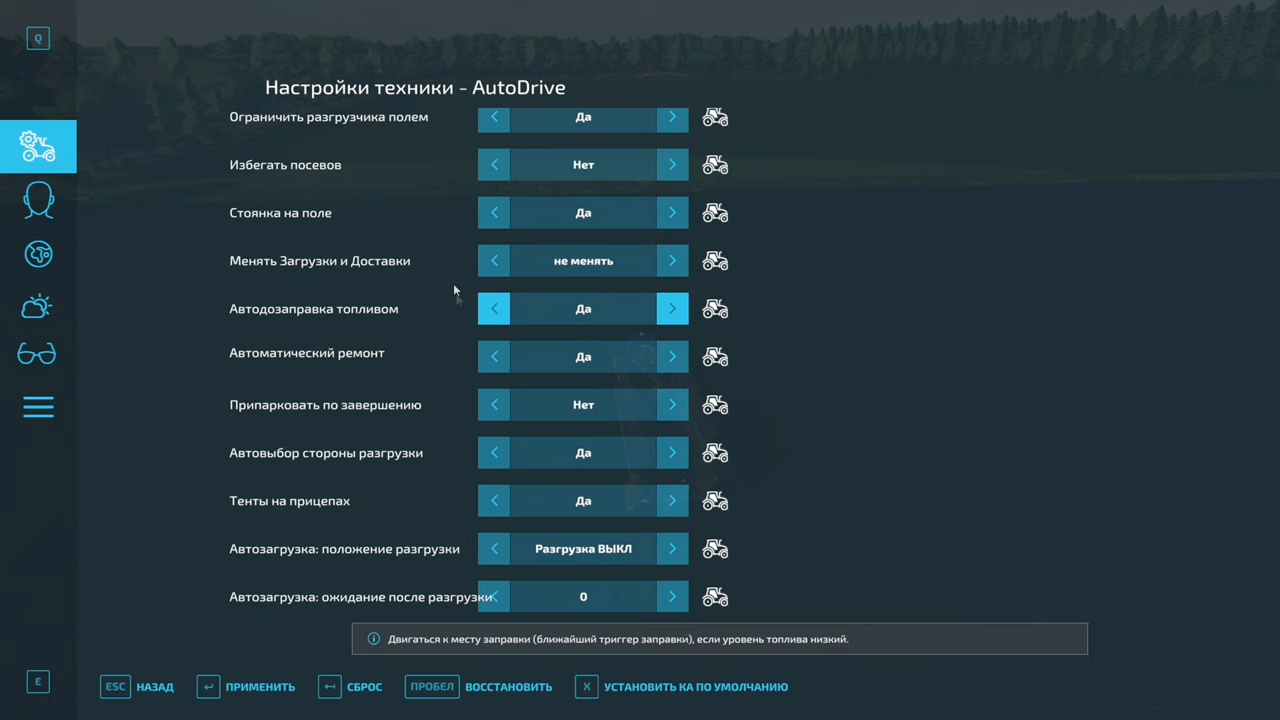 Q
Настройки техники - AutoDrive
Ограничить разгрузчика полем Да
Избегать посевов Нет
Стоянка на поле Да
Менять Загрузки и Доставки не менять
Автодозаправка топливом Да
Автоматический ремонт Да
Припарковать по завершению Нет
Автовыбор стороны разгрузки Да
Тенты на прицепах Да
Автозагрузка: положение разгрузки Разгрузка ВЫКЛ
Автозагрузка: ожидание после разгрузки 0
Двигаться к месту заправки (ближайший триггер заправки), если уровень топлива низкий.
E
ESC НАЗАД ПРИМЕНИТЬ СБРОС ПРОБЕЛ ВОССТАНОВИТЬ X УСТАНОВИТЬ КА ПО УМОЛЧАНИЮ